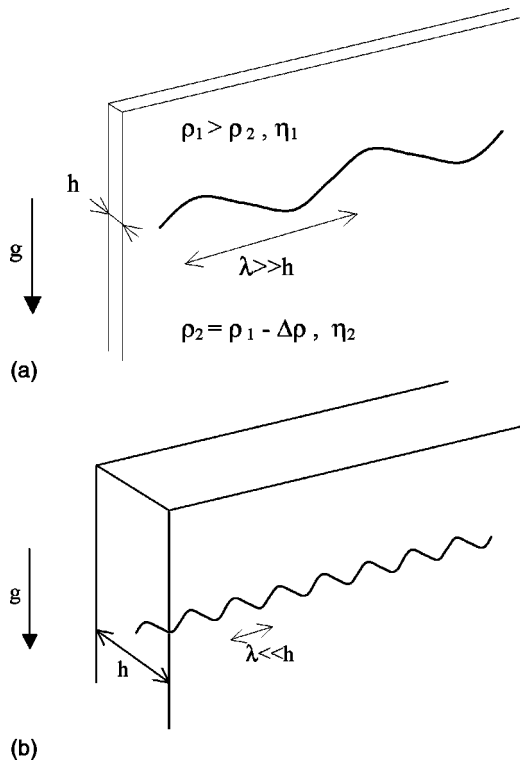 ρ₁ > ρ₂ , η₁
h
g
λ>>h
ρ₂ = ρ₁ - Δρ , η₂
(a)
g
h
λ<<h
(b)